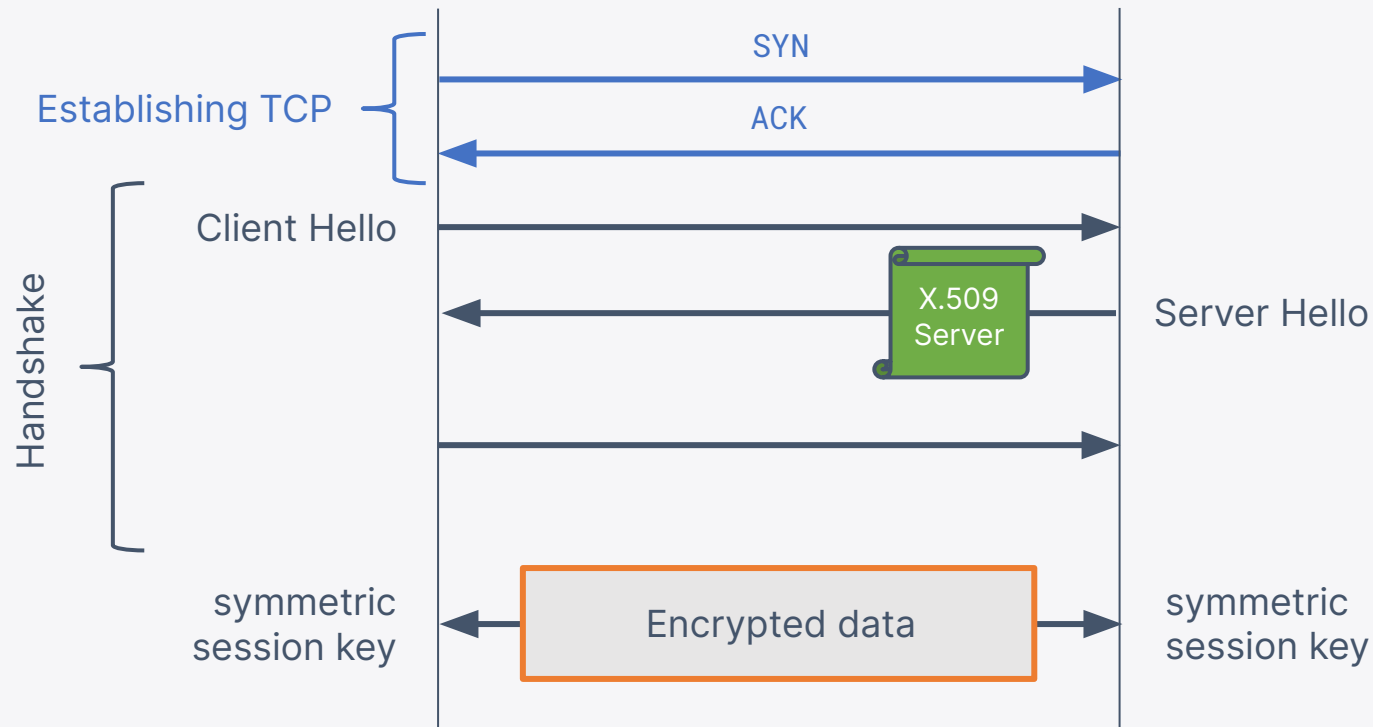 SYN
Establishing TCP
ACK
Client Hello
X.509
Server
Server Hello
Handshake
symmetric
session key
Encrypted data
symmetric
session key